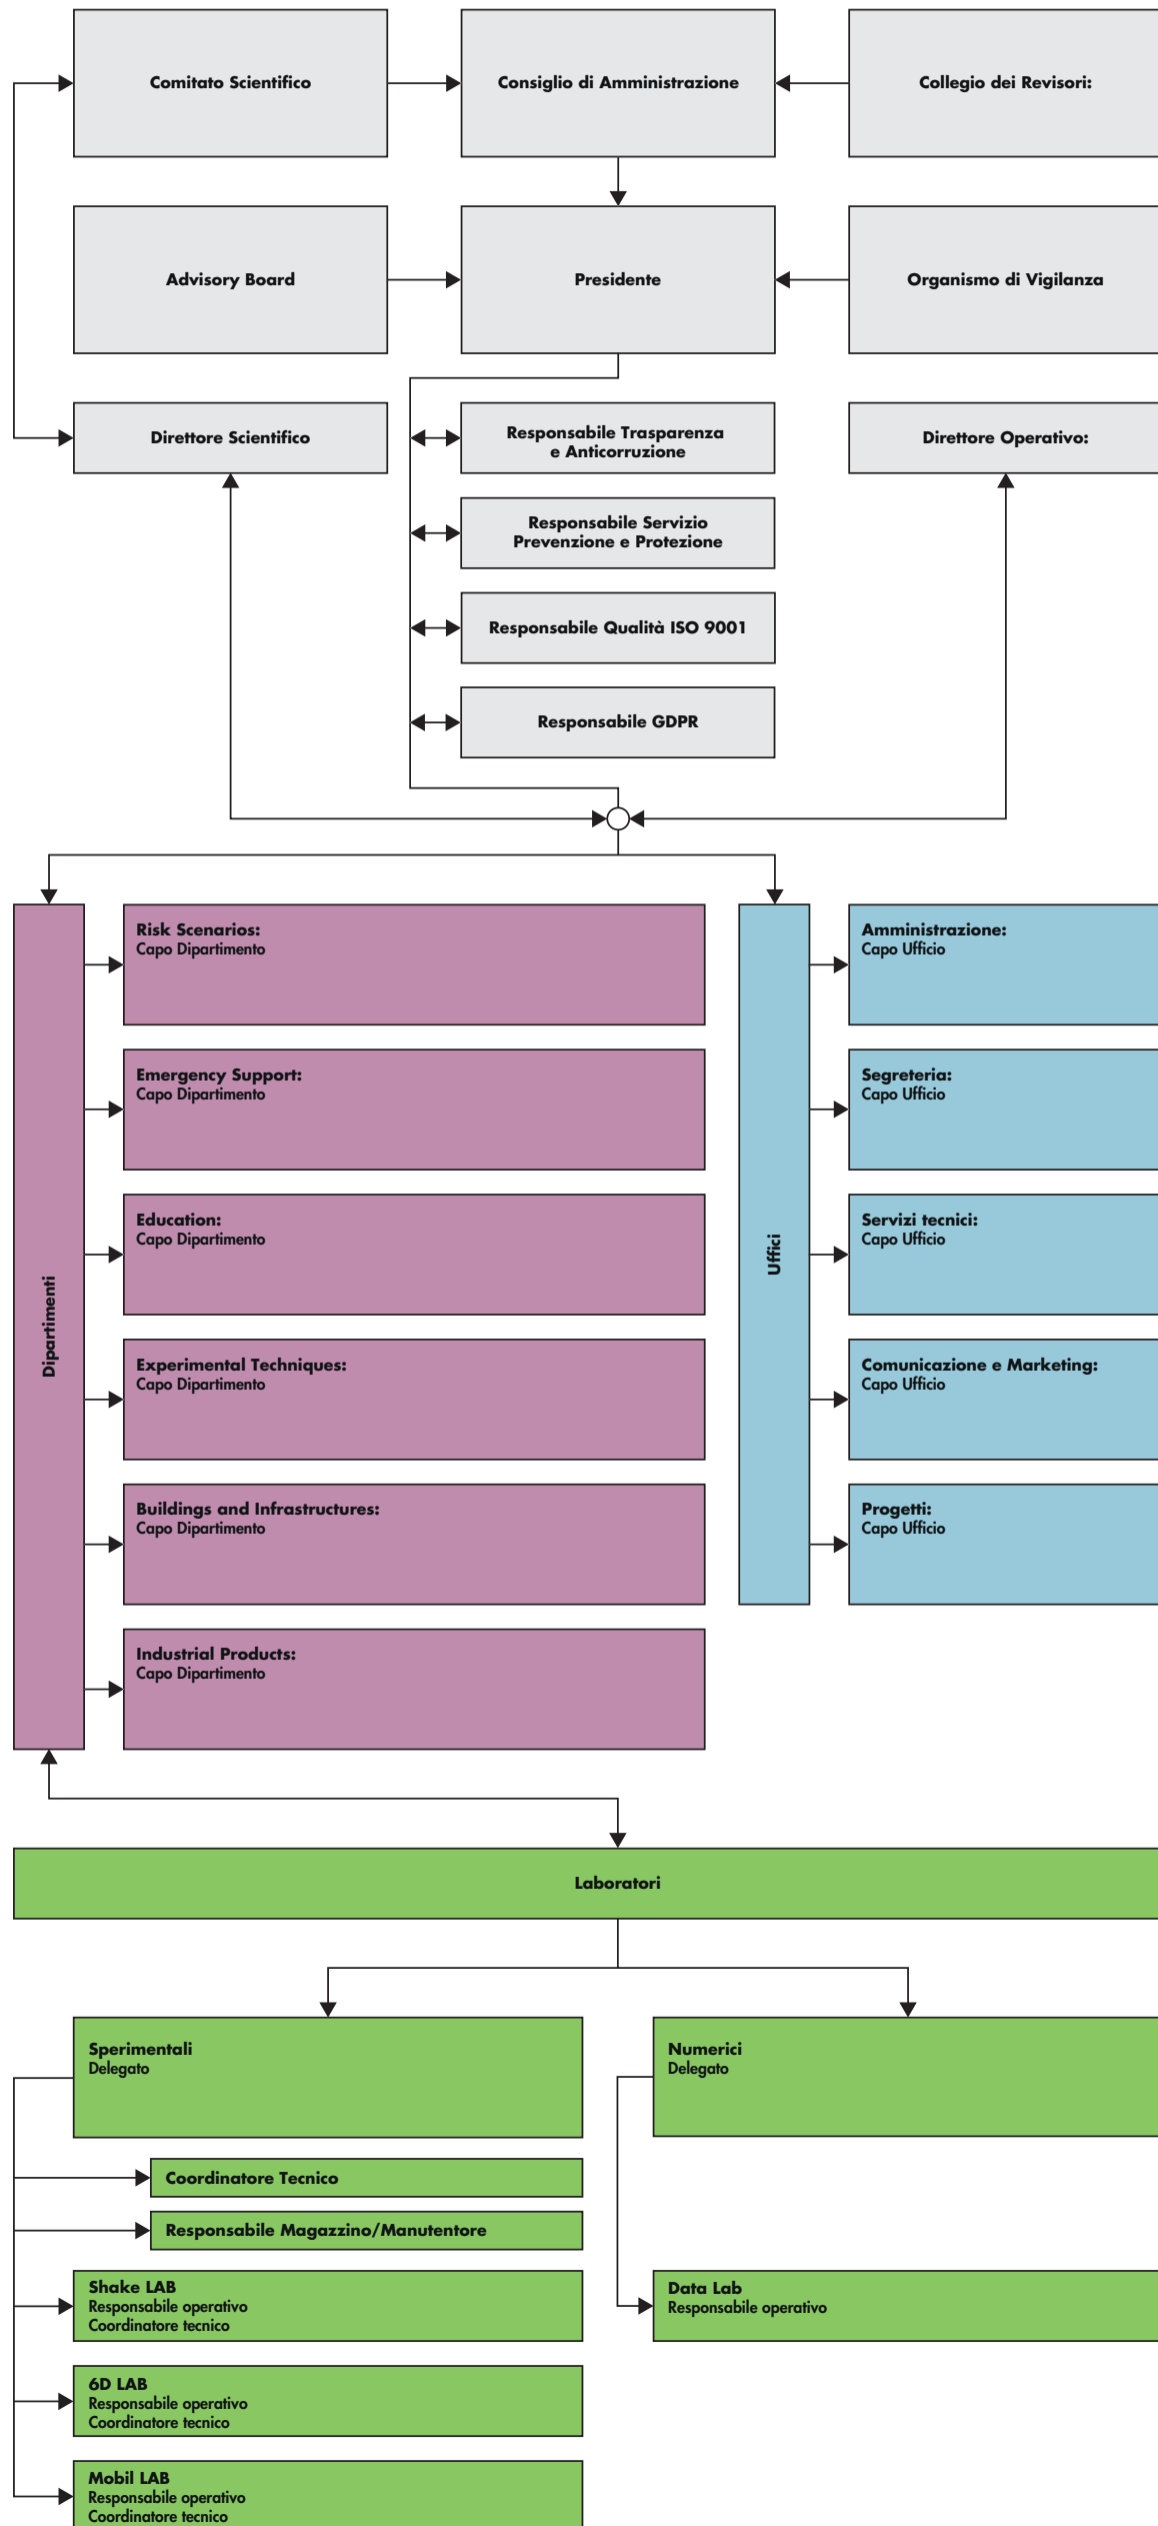 Comitato Scientifico
Consiglio di Amministrazione
Collegio dei Revisori:
Advisory Board
Presidente
Organismo di Vigilanza
Direttore Scientifico
Responsabile Trasparenza
e Anticorruzione
Direttore Operativo:
Responsabile Servizio
Prevenzione e Protezione
Responsabile Qualità ISO 9001
Responsabile GDPR
Dipartimenti
Risk Scenarios:
Capo Dipartimento
Emergency Support:
Capo Dipartimento
Education:
Capo Dipartimento
Experimental Techniques:
Capo Dipartimento
Buildings and Infrastructures:
Capo Dipartimento
Industrial Products:
Capo Dipartimento
Uffici
Amministrazione:
Capo Ufficio
Segreteria:
Capo Ufficio
Servizi tecnici:
Capo Ufficio
Comunicazione e Marketing:
Capo Ufficio
Progetti:
Capo Ufficio
Laboratori
Sperimentali
Delegato
Coordinatore Tecnico
Responsabile Magazzino/Manutentore
Shake LAB
Responsabile operativo
Coordinatore tecnico
6D LAB
Responsabile operativo
Coordinatore tecnico
Mobil LAB
Responsabile operativo
Coordinatore tecnico
Numerici
Delegato
Data Lab
Responsabile operativo